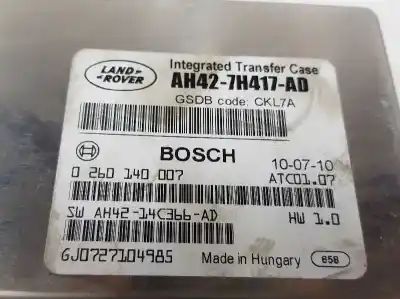 LAND-
-ROVER
Integrated Transfer Case
AH42-7H417-AD
GSDB code: CKL7A
BOSCH
10-07-10
0 260 140 007
ATC01.07
SW AH42-14C366-AD
HW 1.0
GJ0727104985
Made in Hungary
858